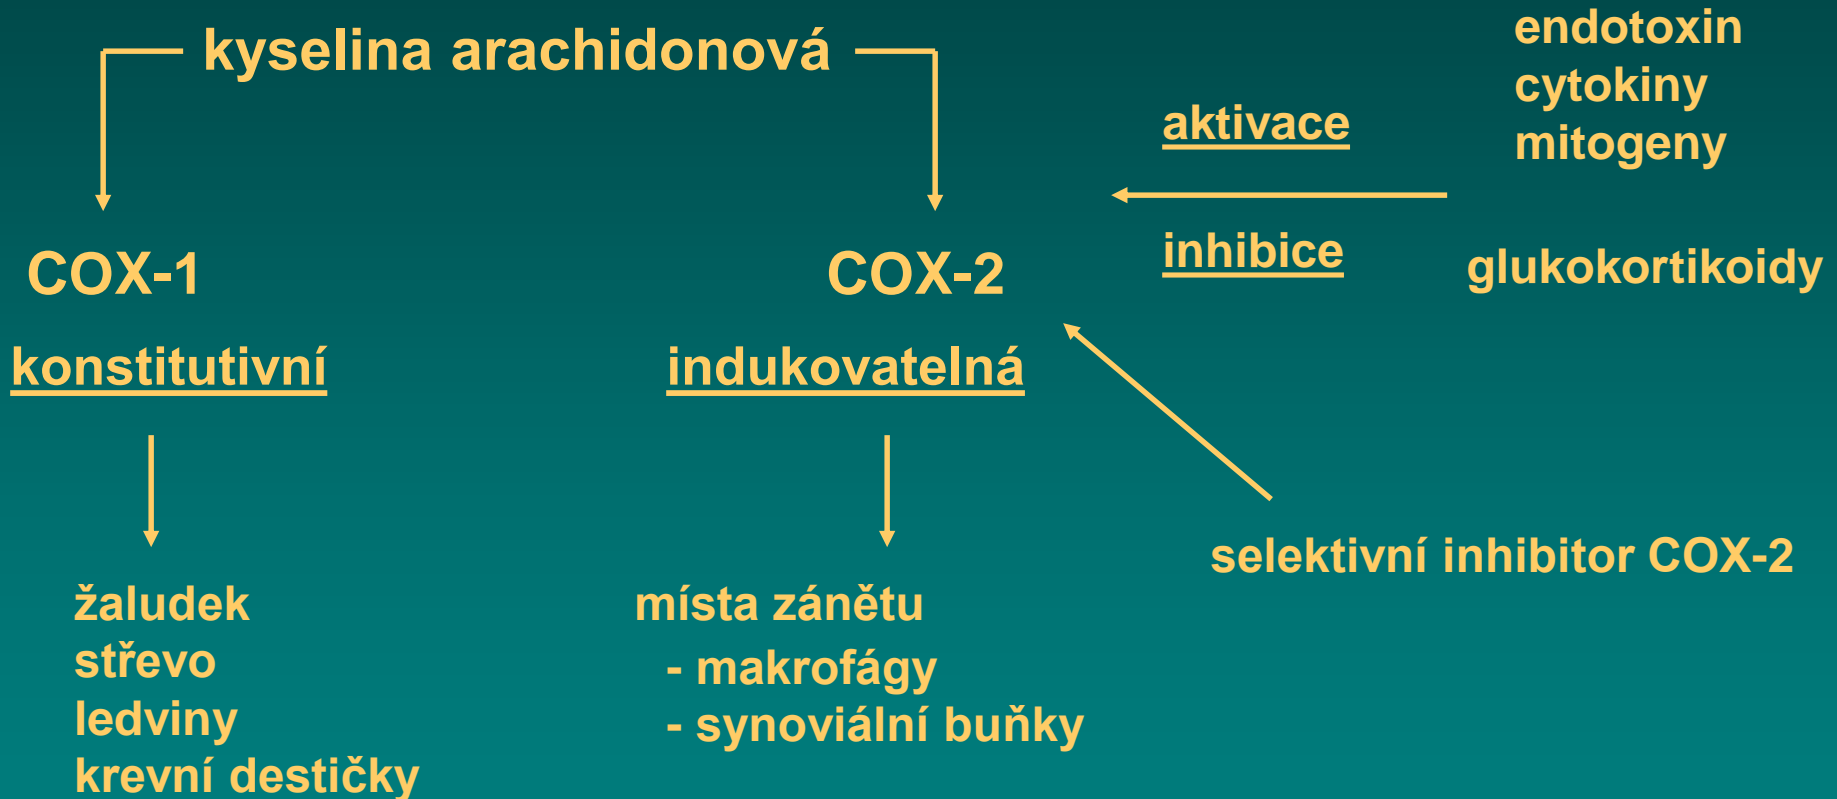 kyselina arachidonová
endotoxin
cytokiny
mitogeny
aktivace
inhibice
glukokortikoidy
COX-1
COX-2
konstitutivní
indukovatelná
selektivní inhibitor COX-2
žaludek
střevo
ledviny
krevní destičky
místa zánětu
- makrofágy
- synoviální buňky